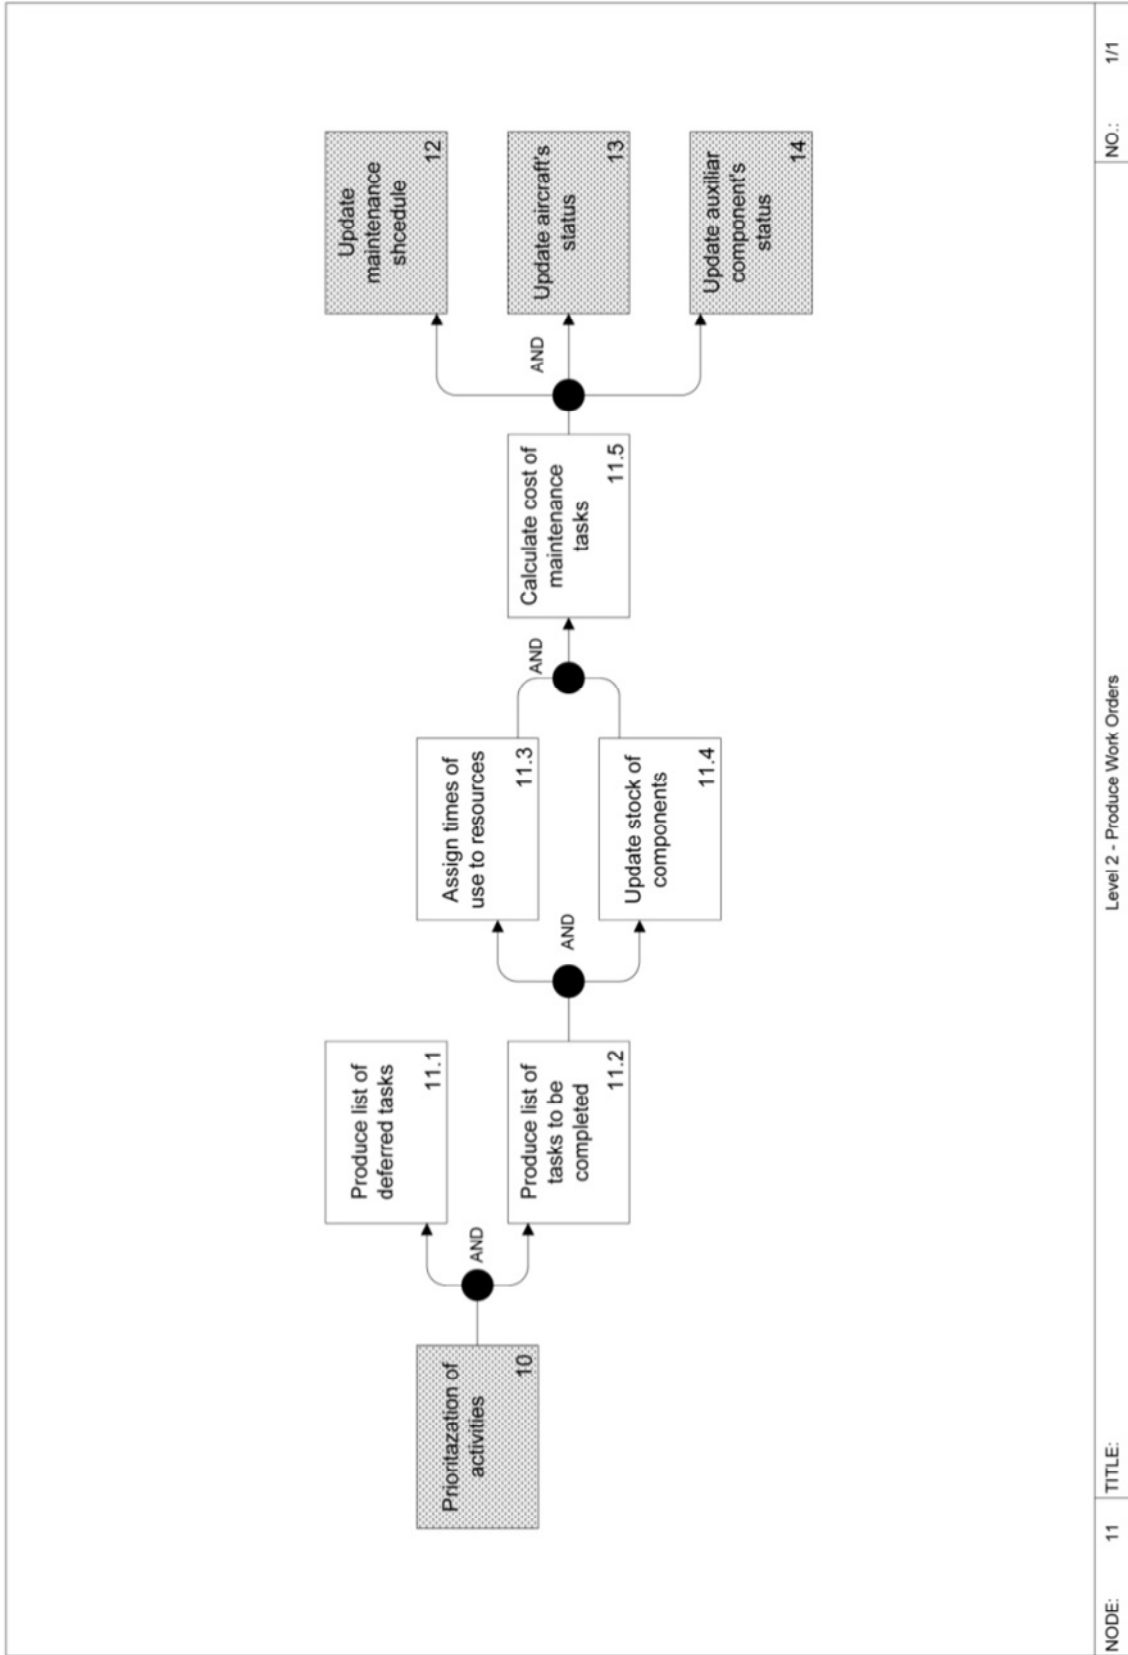 Prioritazation of
activities
10
AND
Produce list of
deferred tasks
11.1
Produce list of
tasks to be
completed
11.2
AND
Assign times of
use to resources
11.3
Update stock of
components
11.4
AND
Calculate cost of
maintenance
tasks
11.5
AND
Update
maintenance
shcedule
12
Update aircraft's
status
13
Update auxiliar
component's
status
14
NODE: 11 TITLE: Level 2 - Produce Work Orders NO.: 1/1